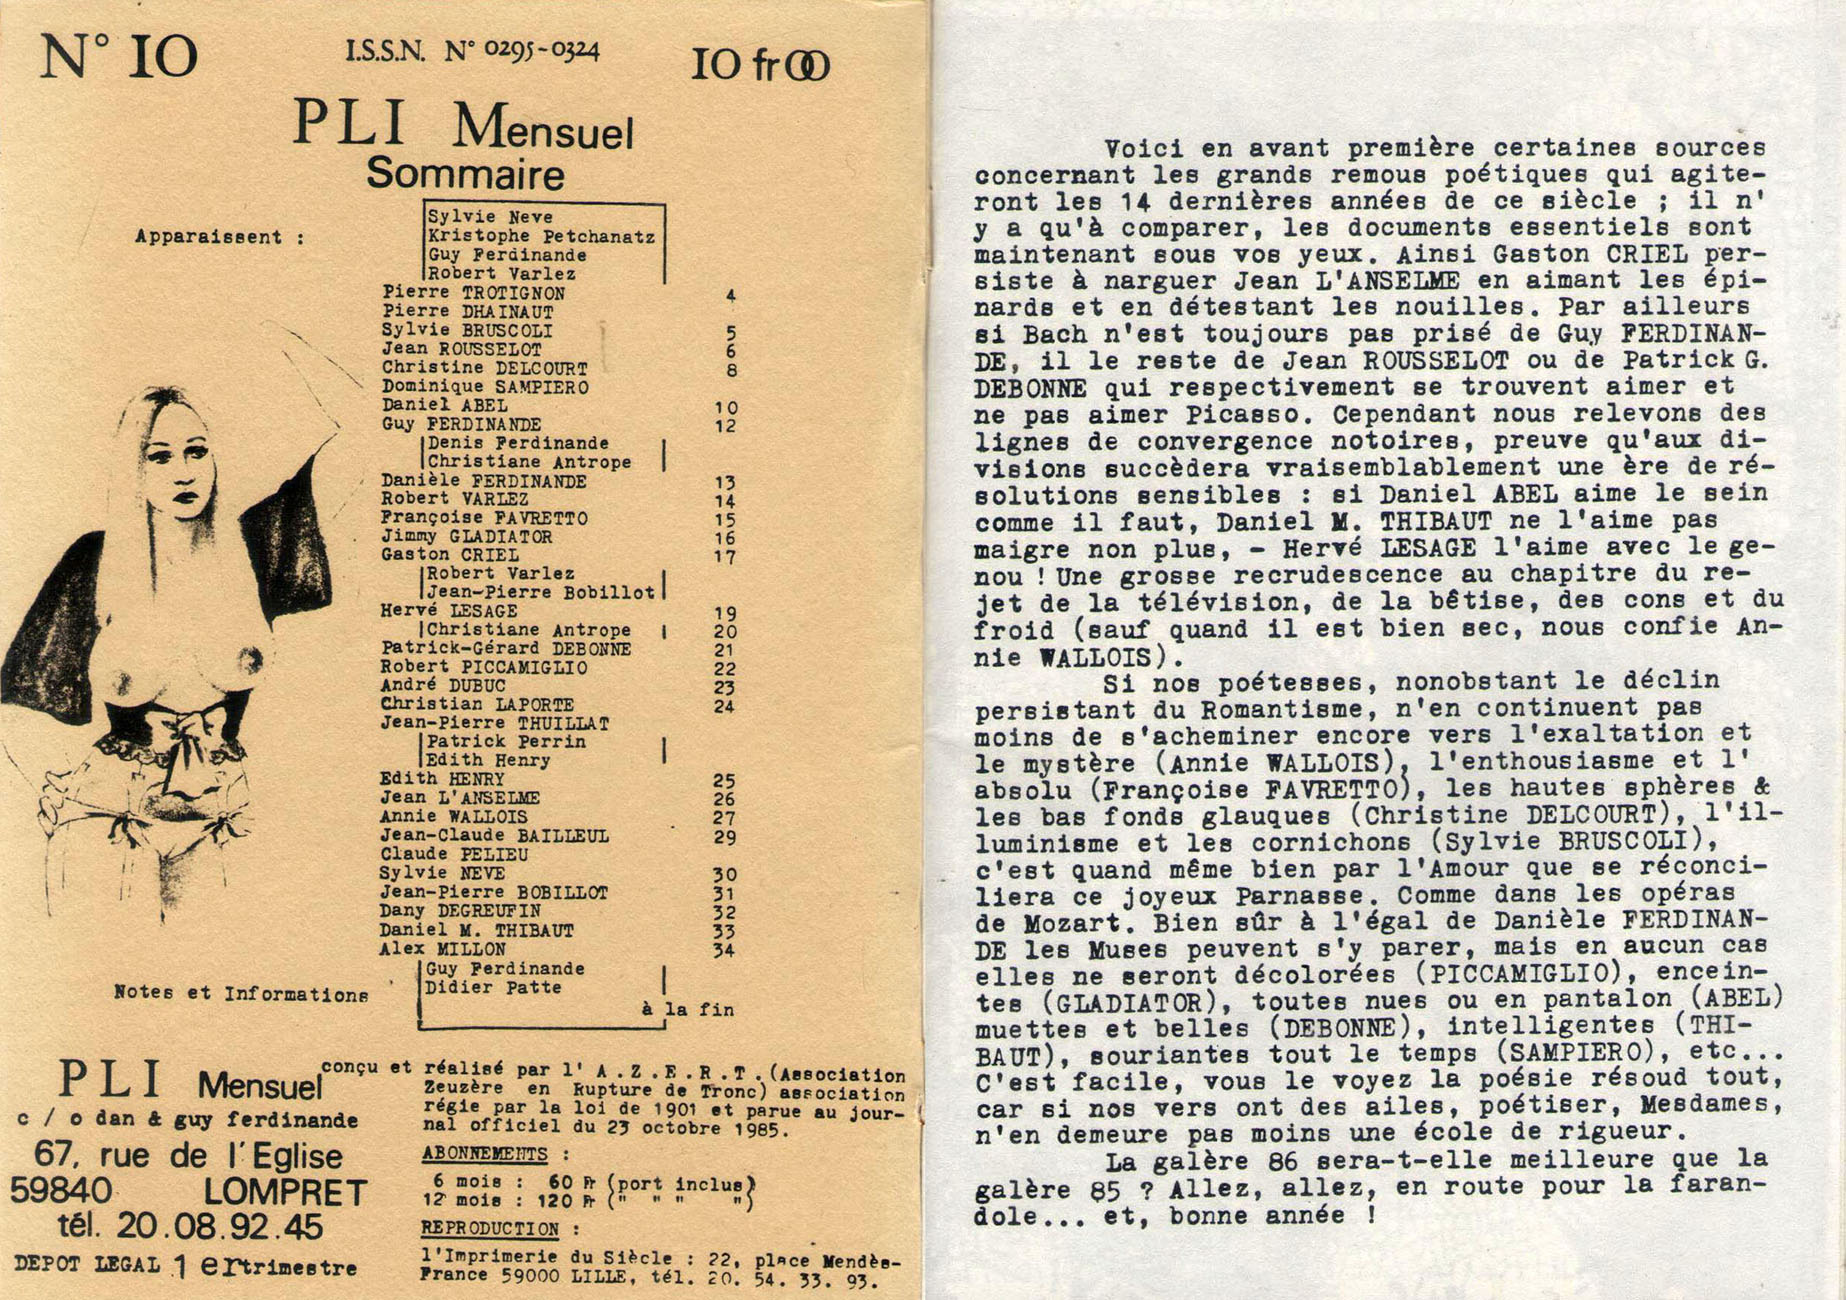 N° IO
I.S.S.N. N° 0295-0324
IO fr OO
PLI Mensuel
Sommaire
Apparaissent :
Sylvie Neve
Kristophe Petchanatz
Guy Ferdinande
Robert Varlez
Pierre TROTIGNON 4
Pierre DHAINAUT
Sylvie BRUSCOLI 5
Jean ROUSSELOT 6
Christine DELCOURT 8
Dominique SAMPIERO
Daniel ABEL 10
Guy FERDINANDE 12
Denis Ferdinande
Christiane Antrope
Danièle FERDINANDE 13
Robert VARLEZ 14
Françoise FAVRETTO 15
Jimmy GLADIATOR 16
Gaston CRIEL 17
Robert Varlez
Jean-Pierre Bobillot
Hervé LESAGE 19
Christiane Antrope 20
Patrick-Gérard DEBONNE 21
Robert PICCAMIGLIO 22
André DUBUC 23
Christian LAPORTE 24
Jean-Pierre THUILLAT
Patrick Perrin
Edith Henry
Edith HENRY 25
Jean L'ANSELME 26
Annie WALLOIS 27
Jean-Claude BAILLEUL 29
Claude PELIEU
Sylvie NEVE 30
Jean-Pierre BOBILLOT 31
Dany DEGREUFIN 32
Daniel M. THIBAUT 33
Alex MILLON 34
Guy Ferdinande
Didier Patte
Notes et Informations
à la fin
PLI Mensuel
c / o dan & guy ferdinande
67, rue de l'Eglise
59840 LOMPRET
tél. 20.08.92.45
DEPOT LEGAL 1 ertrimestre
conçu et réalisé par l' A.Z.E.R.T.(Association
Zeuzère en Rupture de Tronc) association
régie par la loi de 1901 et parue au jour-
nal officiel du 23 octobre 1985.
ABONNEMENTS :
6 mois : 60 Fr (port inclus)
12 mois : 120 Fr (" " " ")
REPRODUCTION :
l'Imprimerie du Siècle : 22, place Mendès-
France 59000 LILLE, tél. 20. 54. 33. 93.
Voici en avant première certaines sources
concernant les grands remous poétiques qui agite-
ront les 14 dernières années de ce siècle ; il n'
y a qu'à comparer, les documents essentiels sont
maintenant sous vos yeux. Ainsi Gaston CRIEL per-
siste à narguer Jean L'ANSELME en aimant les épi-
nards et en détestant les nouilles. Par ailleurs
si Bach n'est toujours pas prisé de Guy FERDINAN-
DE, il le reste de Jean ROUSSELOT ou de Patrick G.
DEBONNE qui respectivement se trouvent aimer et
ne pas aimer Picasso. Cependant nous relevons des
lignes de convergence notoires, preuve qu'aux di-
visions succèdera vraisemblablement une ère de ré-
solutions sensibles : si Daniel ABEL aime le sein
comme il faut, Daniel M. THIBAUT ne l'aime pas
maigre non plus, - Hervé LESAGE l'aime avec le ge-
nou ! Une grosse recrudescence au chapitre du re-
jet de la télévision, de la bêtise, des cons et du
froid (sauf quand il est bien sec, nous confie An-
nie WALLOIS).
Si nos poétesses, nonobstant le déclin
persistant du Romantisme, n'en continuent pas
moins de s'acheminer encore vers l'exaltation et
le mystère (Annie WALLOIS), l'enthousiasme et l'
absolu (Françoise FAVRETTO), les hautes sphères &
les bas fonds glauques (Christine DELCOURT), l'il-
luminisme et les cornichons (Sylvie BRUSCOLI),
c'est quand même bien par l'Amour que se réconci-
liera ce joyeux Parnasse. Comme dans les opéras
de Mozart. Bien sûr à l'égal de Danièle FERDINAN-
DE les Muses peuvent s'y parer, mais en aucun cas
elles ne seront décolorées (PICCAMIGLIO), encein-
tes (GLADIATOR), toutes nues ou en pantalon (ABEL)
muettes et belles (DEBONNE), intelligentes (THI-
BAUT), souriantes tout le temps (SAMPIERO), etc...
C'est facile, vous le voyez la poésie résoud tout,
car si nos vers ont des ailes, poétiser, Mesdames,
n'en demeure pas moins une école de rigueur.
La galère 86 sera-t-elle meilleure que la
galère 85 ? Allez, allez, en route pour la faran-
dole... et, bonne année !